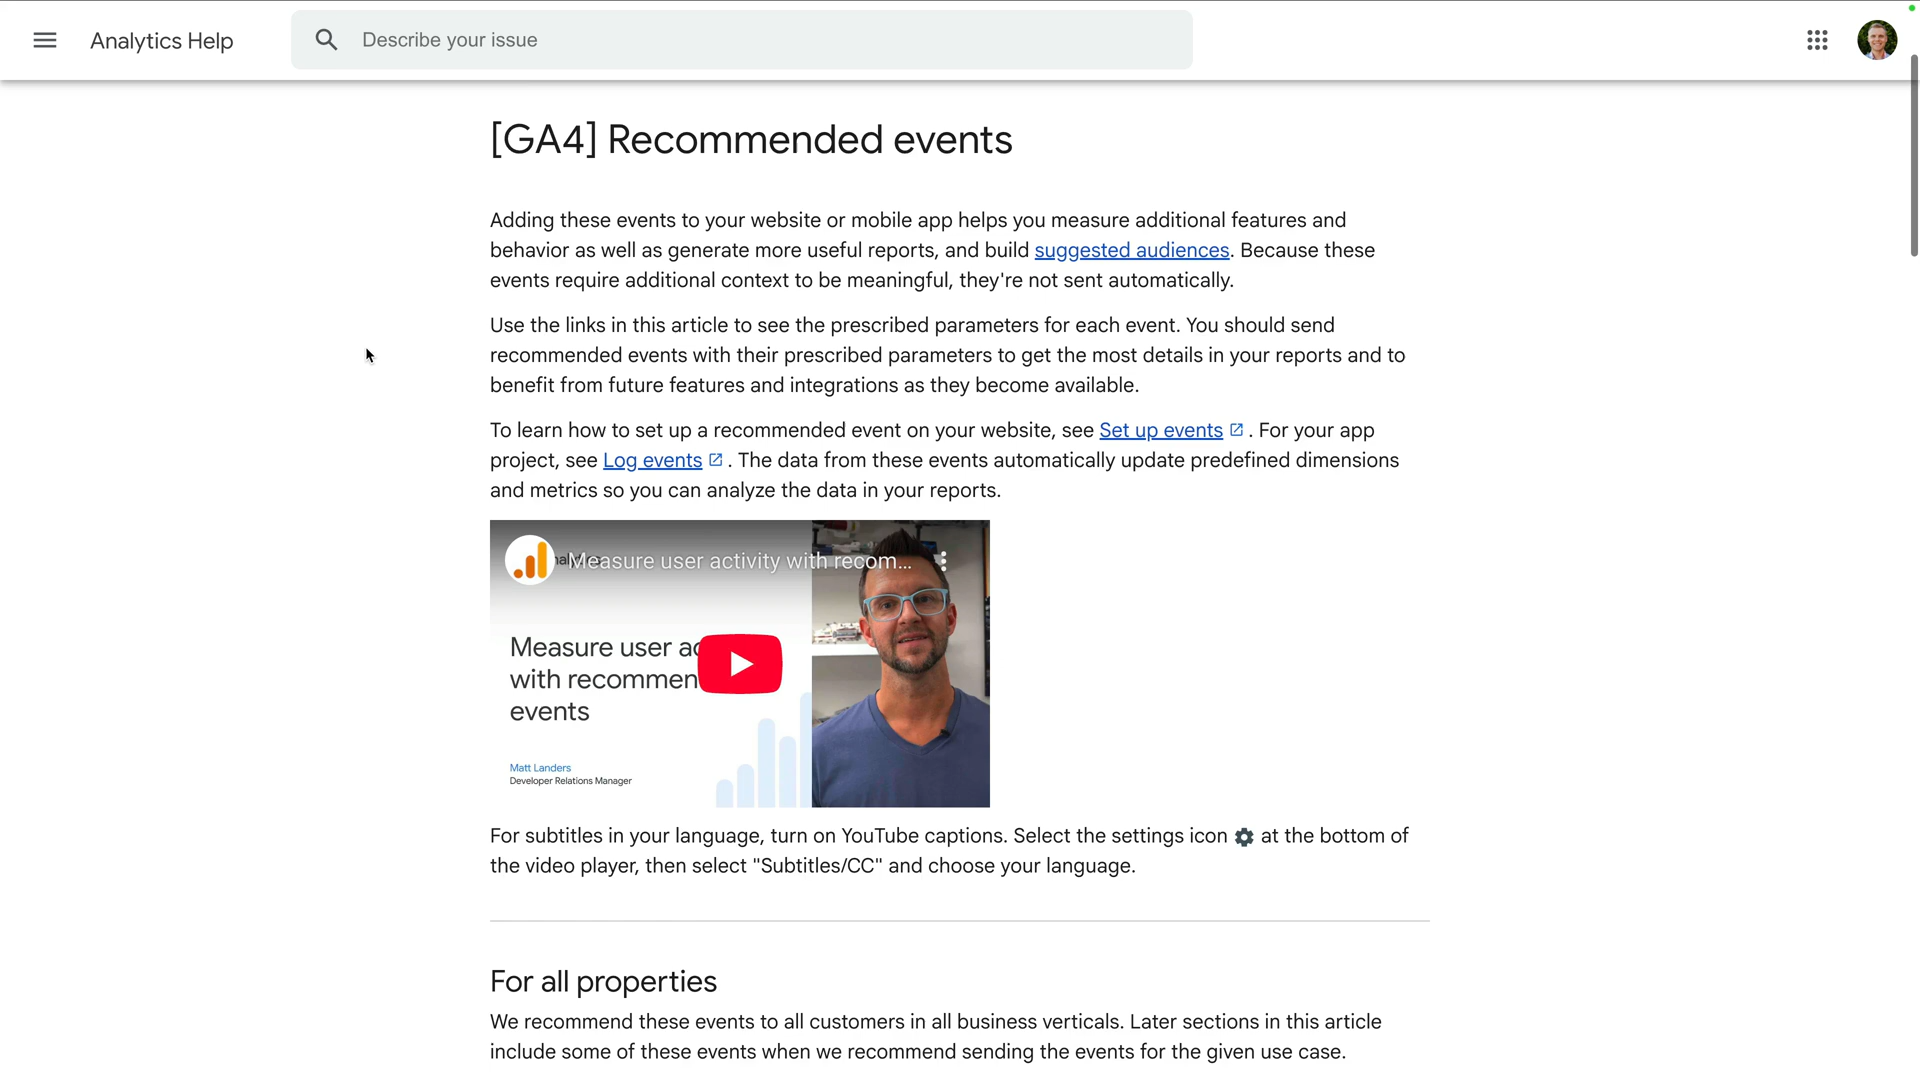 Analytics Help
Describe your issue
[GA4] Recommended events
Adding these events to your website or mobile app helps you measure additional features and
behavior as well as generate more useful reports, and build suggested audiences. Because these
events require additional context to be meaningful, they're not sent automatically.
Use the links in this article to see the prescribed parameters for each event. You should send
recommended events with their prescribed parameters to get the most details in your reports and to
benefit from future features and integrations as they become available.
To learn how to set up a recommended event on your website, see Set up events . For your app
project, see Log events . The data from these events automatically update predefined dimensions
and metrics so you can analyze the data in your reports.
Measure user activity with recom...
Measure user ac
with recommen
events
Matt Landers
Developer Relations Manager
For subtitles in your language, turn on YouTube captions. Select the settings icon at the bottom of
the video player, then select "Subtitles/CC" and choose your language.
For all properties
We recommend these events to all customers in all business verticals. Later sections in this article
include some of these events when we recommend sending the events for the given use case.